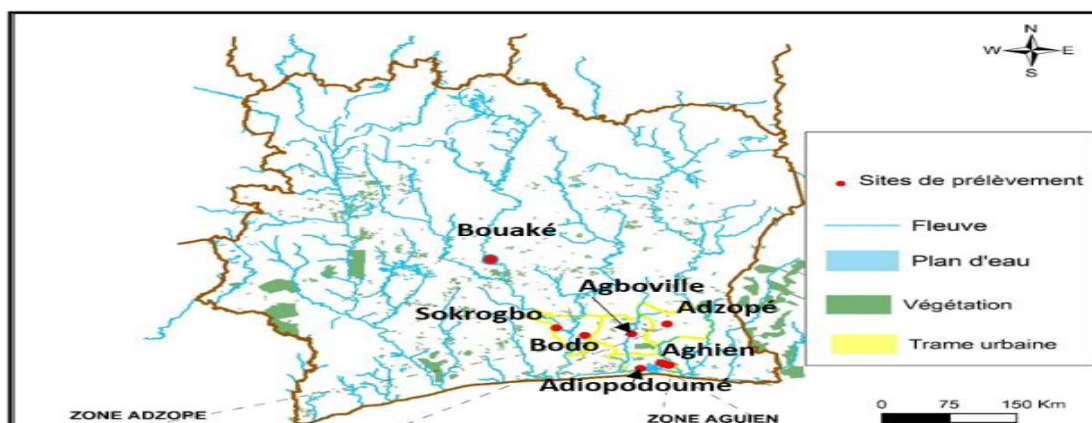 N
W E
S
Sites de prélèvement
Fleuve
Plan d'eau
Végétation
Trame urbaine
Bouaké
Agboville
Sokrogbo
Adzopé
Bodo
Aghien
Adiopodoumé
ZONE ADZOPE
ZONE AGUIEN
0 75 150 Km